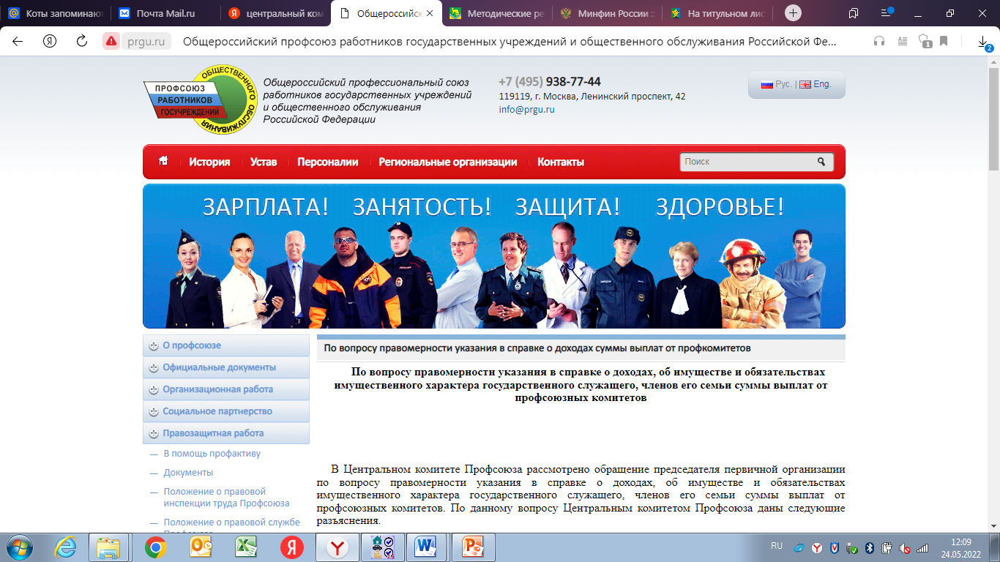 Коты запоминаю
Почта Mail.ru
центральный ком
Общероссийск
Методические ре
Минфин России ::
На титульном лис
prgu.ru
Общероссийский профсоюз работников государственных учреждений и общественного обслуживания Российской Фе...
1
2
ОБЩЕСТВЕННОГО ОБСЛУЖИВАНИЯ
ПРОФСОЮЗ
РАБОТНИКОВ
ГОСУЧРЕЖДЕНИЙ
Общероссийский профессиональный союз
работников государственных учреждений
и общественного обслуживания
Российской Федерации
+7 (495) 938-77-44
119119, г. Москва, Ленинский проспект, 42
info@prgu.ru
Рус. | Eng.
История
Устав
Персоналии
Региональные организации
Контакты
Поиск
ЗАРПЛАТА! ЗАНЯТОСТЬ! ЗАЩИТА! ЗДОРОВЬЕ!
О профсоюзе
Официальные документы
Организационная работа
Социальное партнерство
Правозащитная работа
— В помощь профактиву
— Документы
— Положение о правовой
инспекции труда Профсоюза
— Положение о правовой службе
Профсоюза
По вопросу правомерности указания в справке о доходах суммы выплат от профкомитетов
По вопросу правомерности указания в справке о доходах, об имуществе и обязательствах
имущественного характера государственного служащего, членов его семьи суммы выплат от
профсоюзных комитетов
В Центральном комитете Профсоюза рассмотрено обращение председателя первичной организации
по вопросу правомерности указания в справке о доходах, об имуществе и обязательствах
имущественного характера государственного служащего, членов его семьи суммы выплат от
профсоюзных комитетов. По данному вопросу Центральным комитетом Профсоюза даны следующие
разъяснения.
RU
12:09
24.05.2022